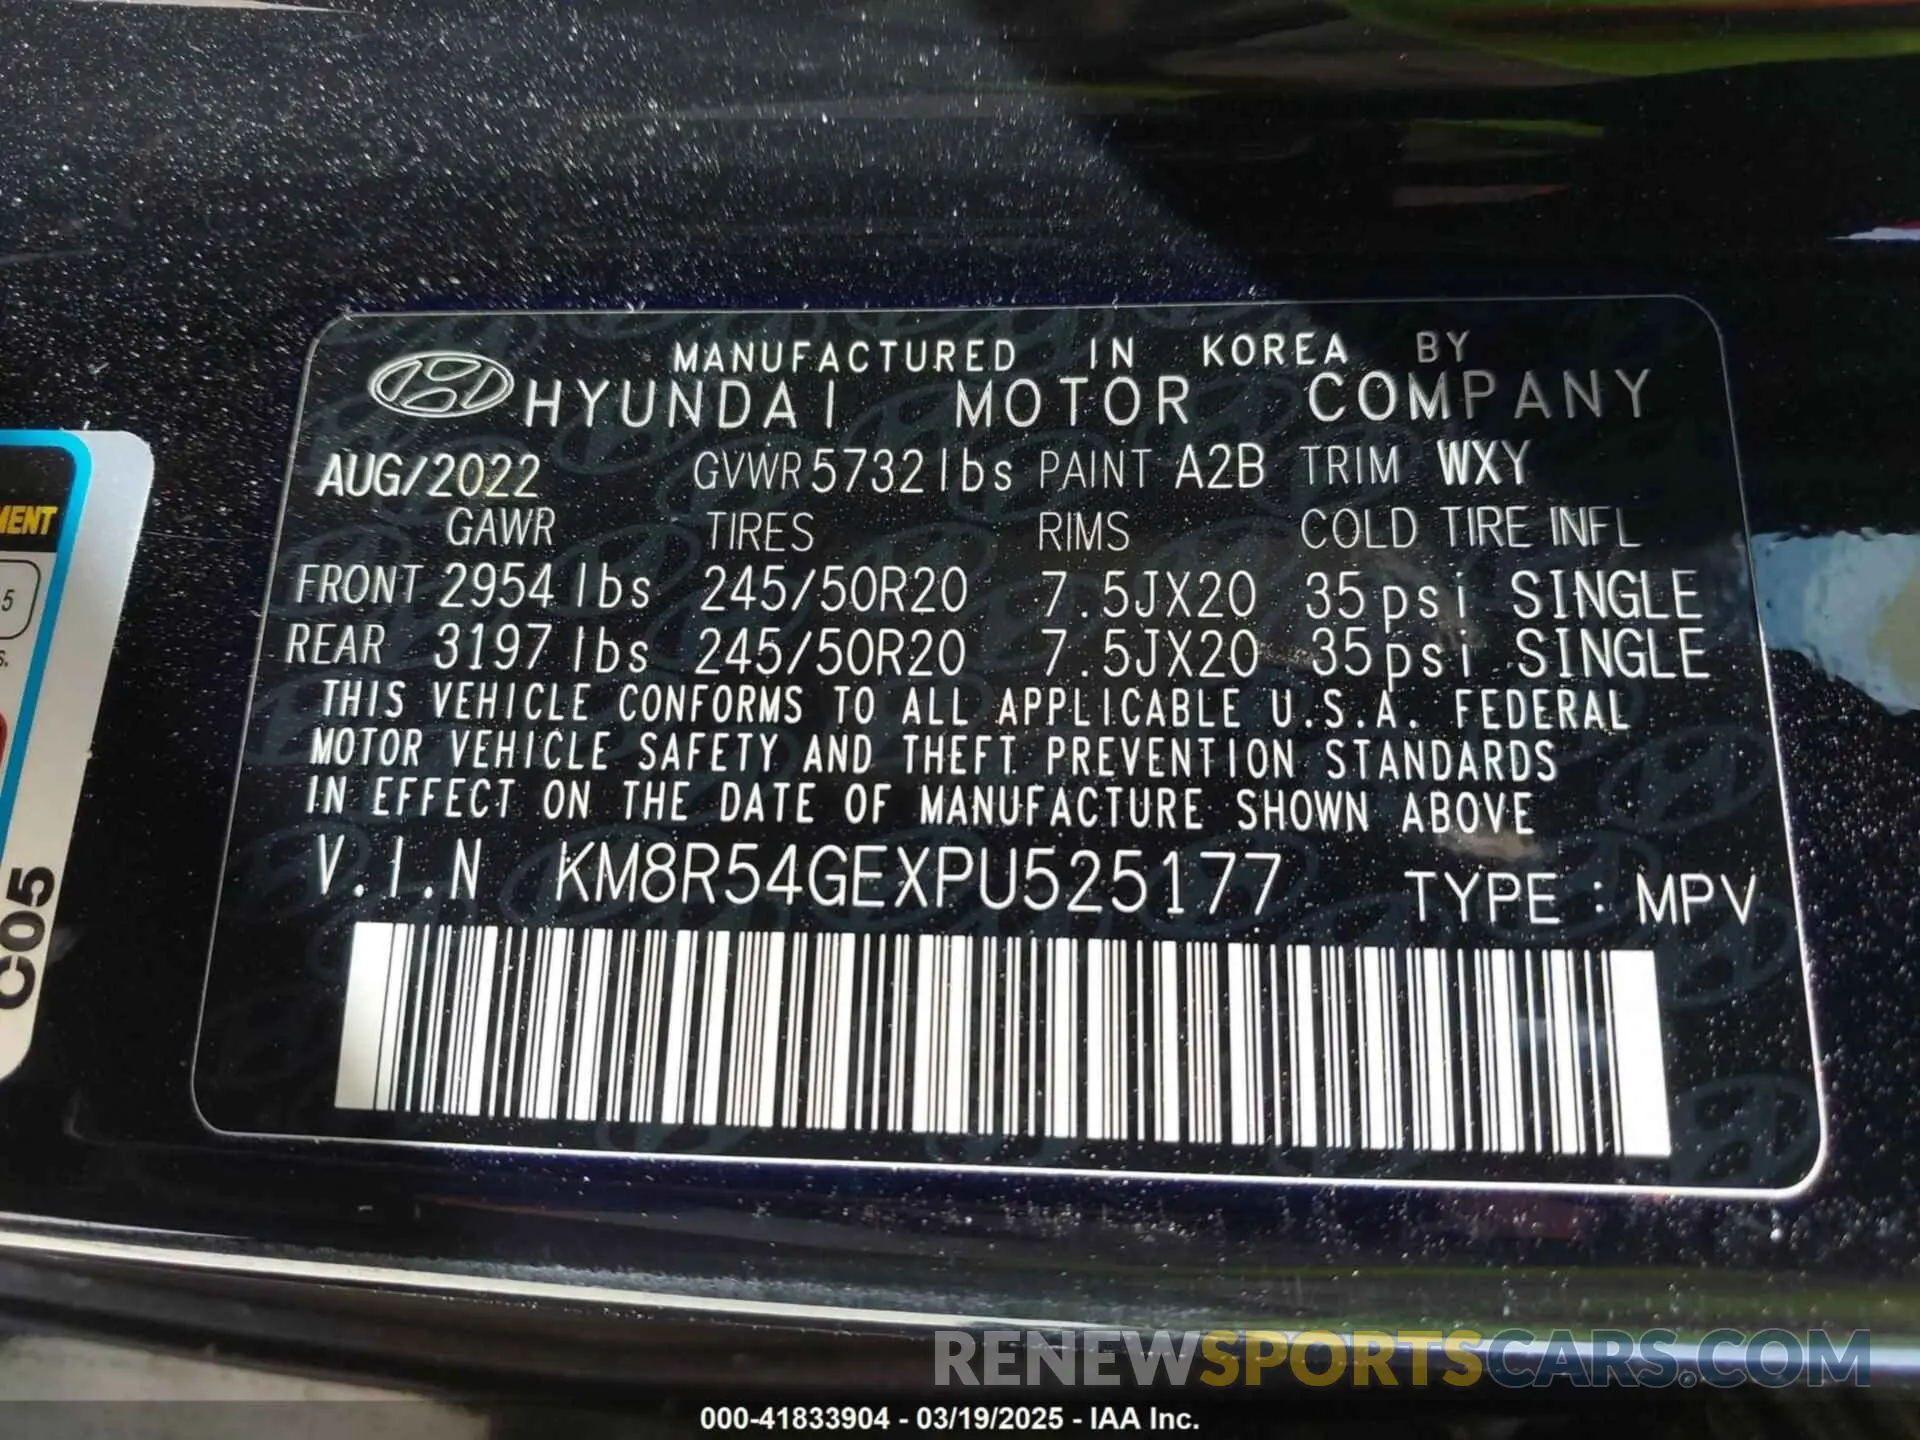 MANUFACTURED IN KOREA BY
HYUNDAI MOTOR COMPANY
AUG/2022 GVWR 5732lbs PAINT A2B TRIM WXY
GAWR TIRES RIMS COLD TIRE INFL
FRONT 2954 lbs 245/50R20 7.5JX20 35psi SINGLE
REAR 3197 lbs 245/50R20 7.5JX20 35psi SINGLE
THIS VEHICLE CONFORMS TO ALL APPLICABLE U.S.A. FEDERAL
MOTOR VEHICLE SAFETY AND THEFT PREVENTION STANDARDS
IN EFFECT ON THE DATE OF MANUFACTURE SHOWN ABOVE
V.I.N KM8R54GEXPU525177 TYPE : MPV
MENT
5
S.
C05
RENEWSPORTSCARS.COM
000-41833904 - 03/19/2025 - IAA Inc.